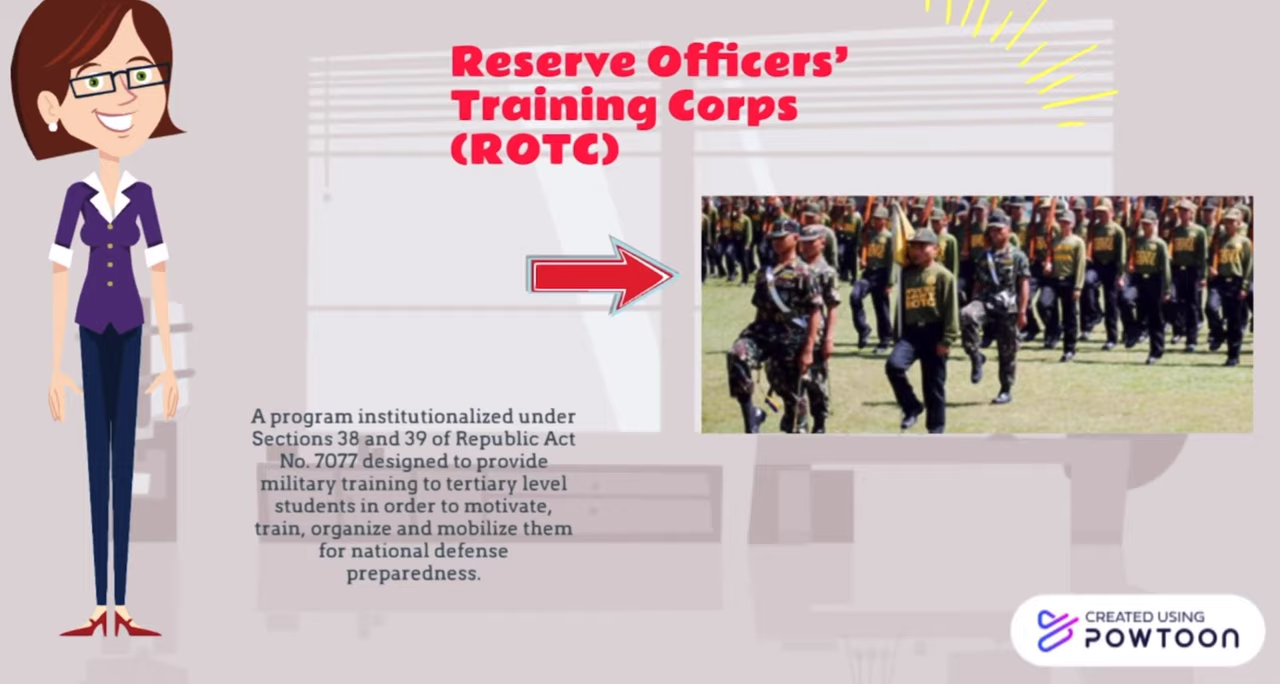 Reserve Officers’
Training Corps
(ROTC)
A program institutionalized under
Sections 38 and 39 of Republic Act
No. 7077 designed to provide
military training to tertiary level
students in order to motivate,
train, organize and mobilize them
for national defense
preparedness.
ROTC
CREATED USING
POWTOON